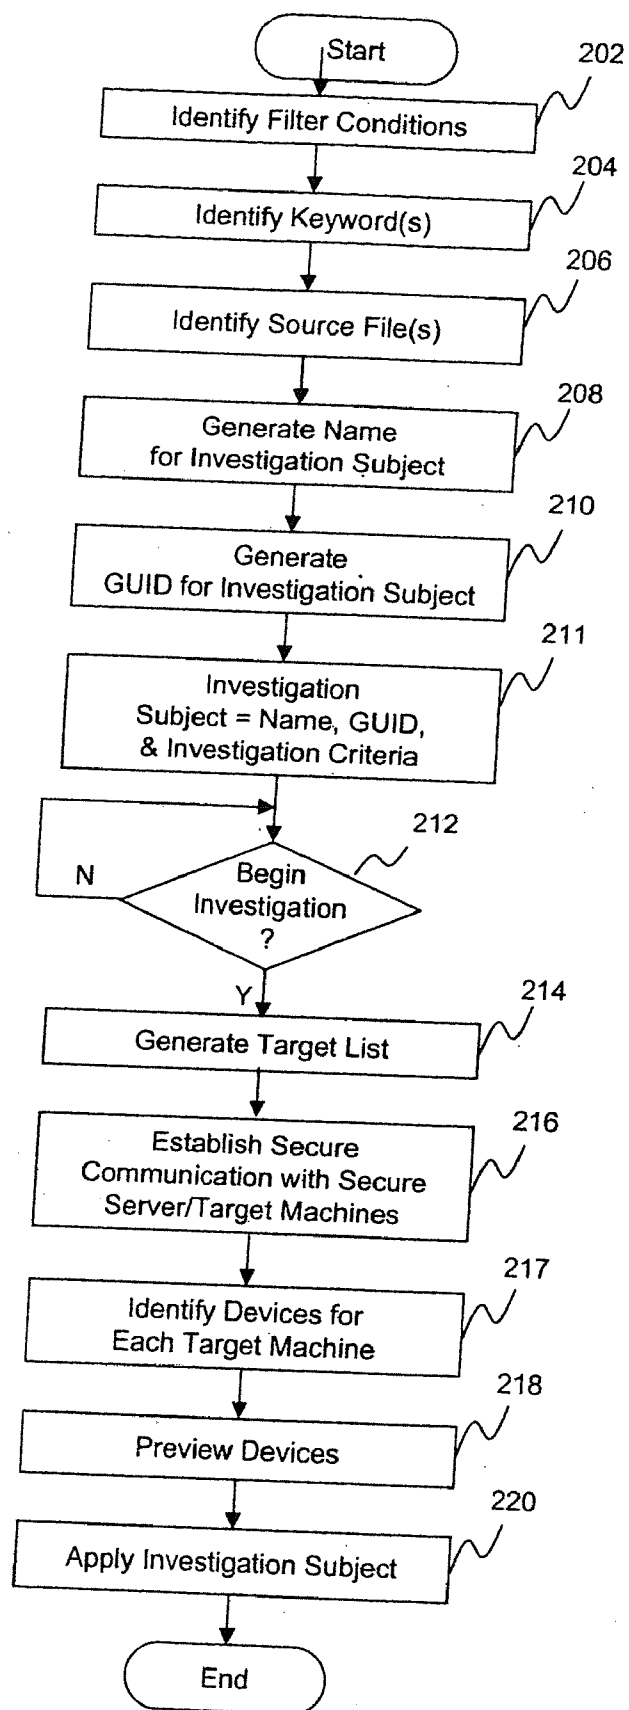 Start
202
Identify Filter Conditions
204
Identify Keyword(s)
206
Identify Source File(s)
208
Generate Name
for Investigation Subject
210
Generate
GUID for Investigation Subject
211
Investigation
Subject = Name, GUID,
& Investigation Criteria
212
Begin
Investigation
?
N
Y
214
Generate Target List
216
Establish Secure
Communication with Secure
Server/Target Machines
217
Identify Devices for
Each Target Machine
218
Preview Devices
220
Apply Investigation Subject
End